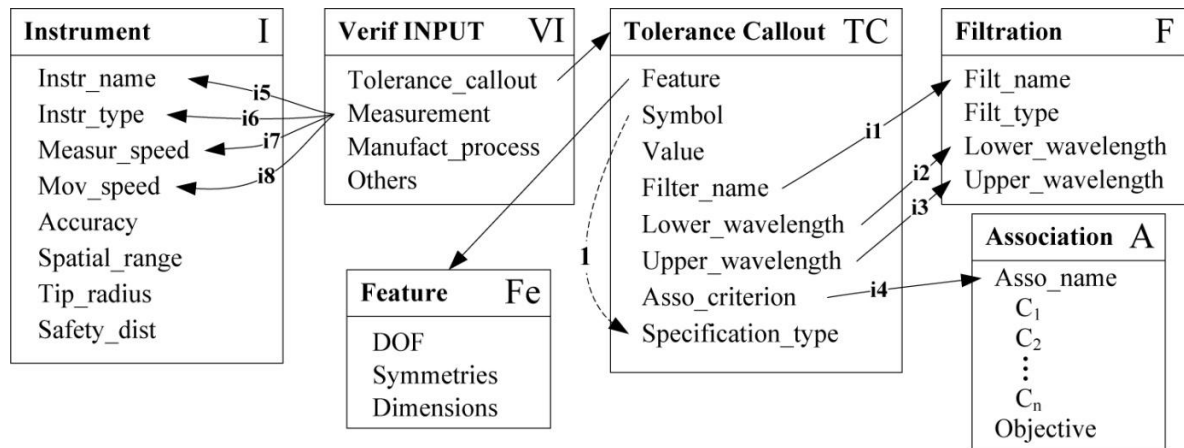 Instrument I
Instr_name
Instr_type
Measur_speed
Mov_speed
Accuracy
Spatial_range
Tip_radius
Safety_dist
i5
i6
i7
i8
Verif INPUT VI
Tolerance_callout
Measurement
Manufact_process
Others
Feature Fe
DOF
Symmetries
Dimensions
Tolerance Callout TC
Feature
Symbol
Value
Filter_name
Lower_wavelength
Upper_wavelength
Asso_criterion
Specification_type
1
i1
i2
i3
i4
Filtration F
Filt_name
Filt_type
Lower_wavelength
Upper_wavelength
Association A
Asso_name
C₁
C₂
⋮
Cₙ
Objective